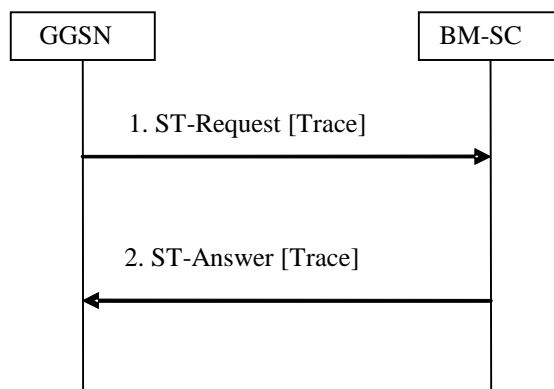 GGSN
BM-SC
1. ST-Request [Trace]
2. ST-Answer [Trace]